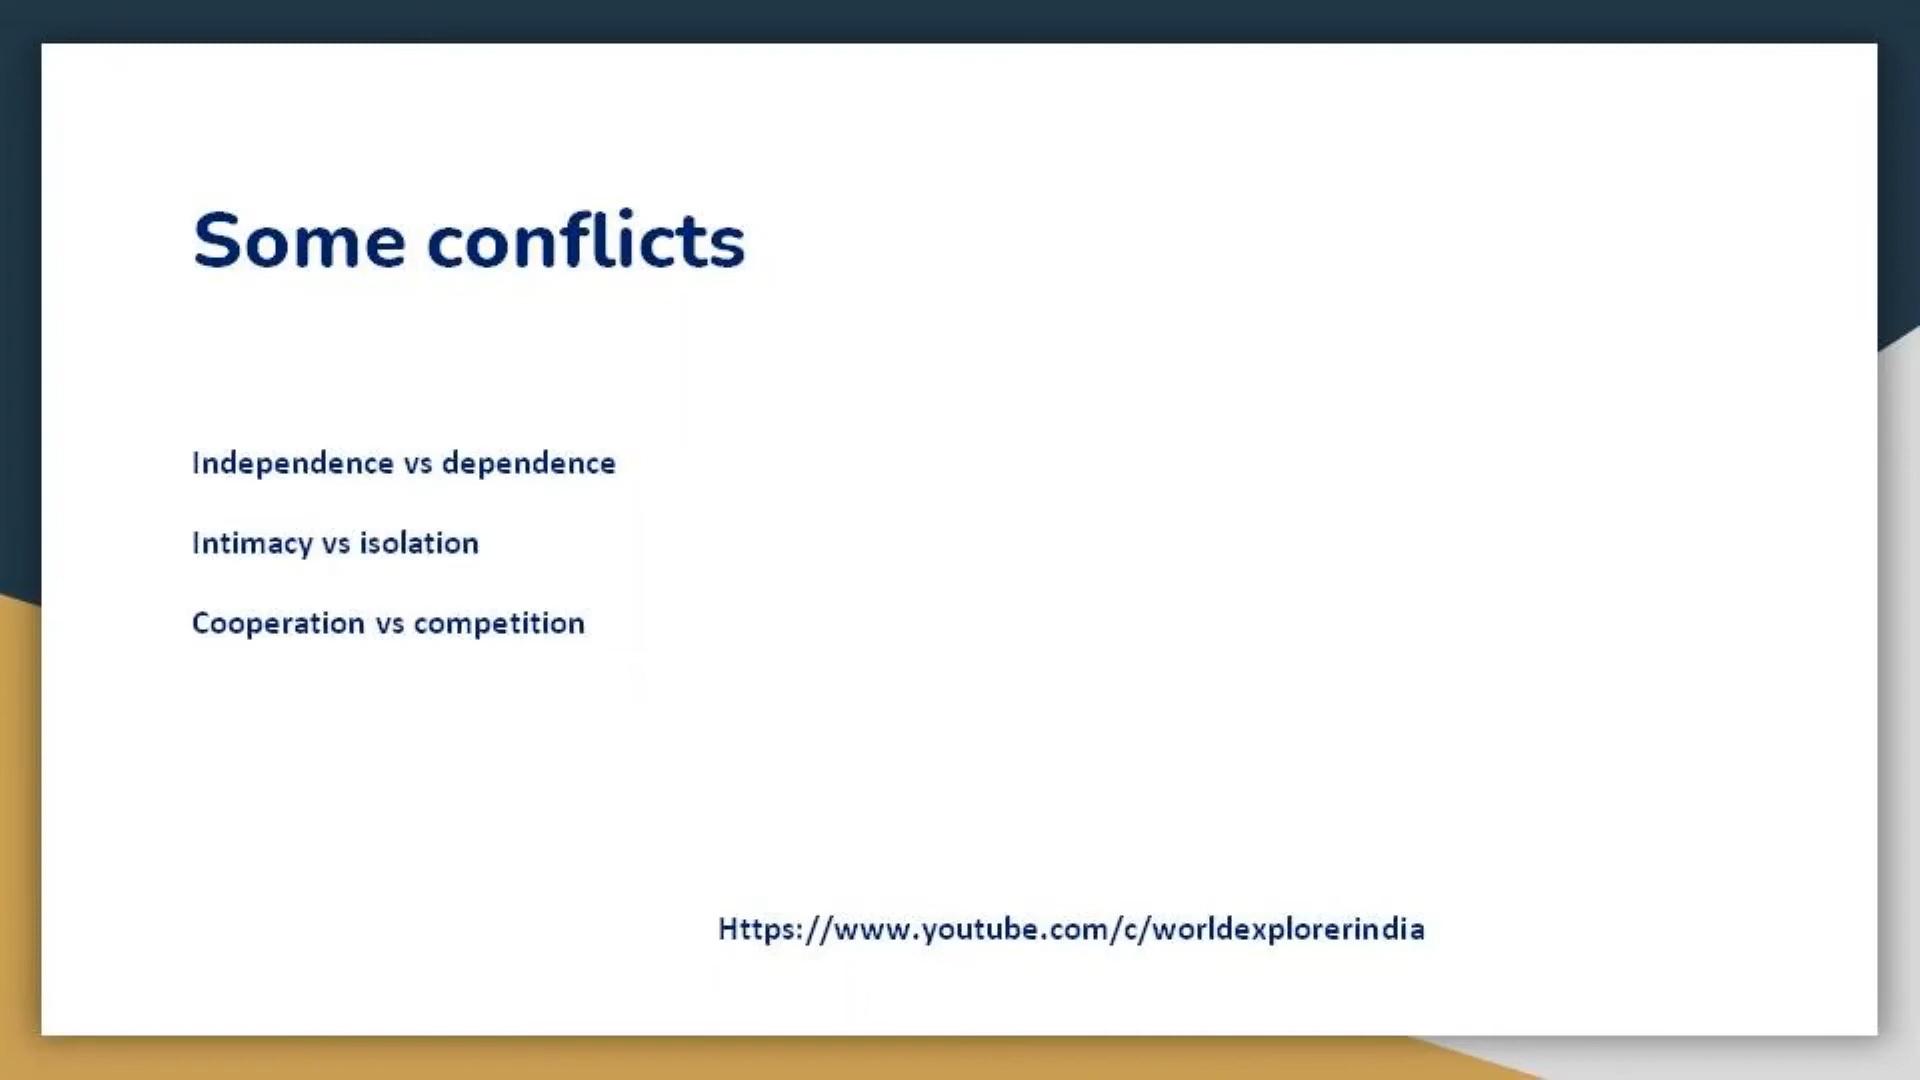 Some conflicts
Independence vs dependence
Intimacy vs isolation
Cooperation vs competition
Https://www.youtube.com/c/worldexplorerindia